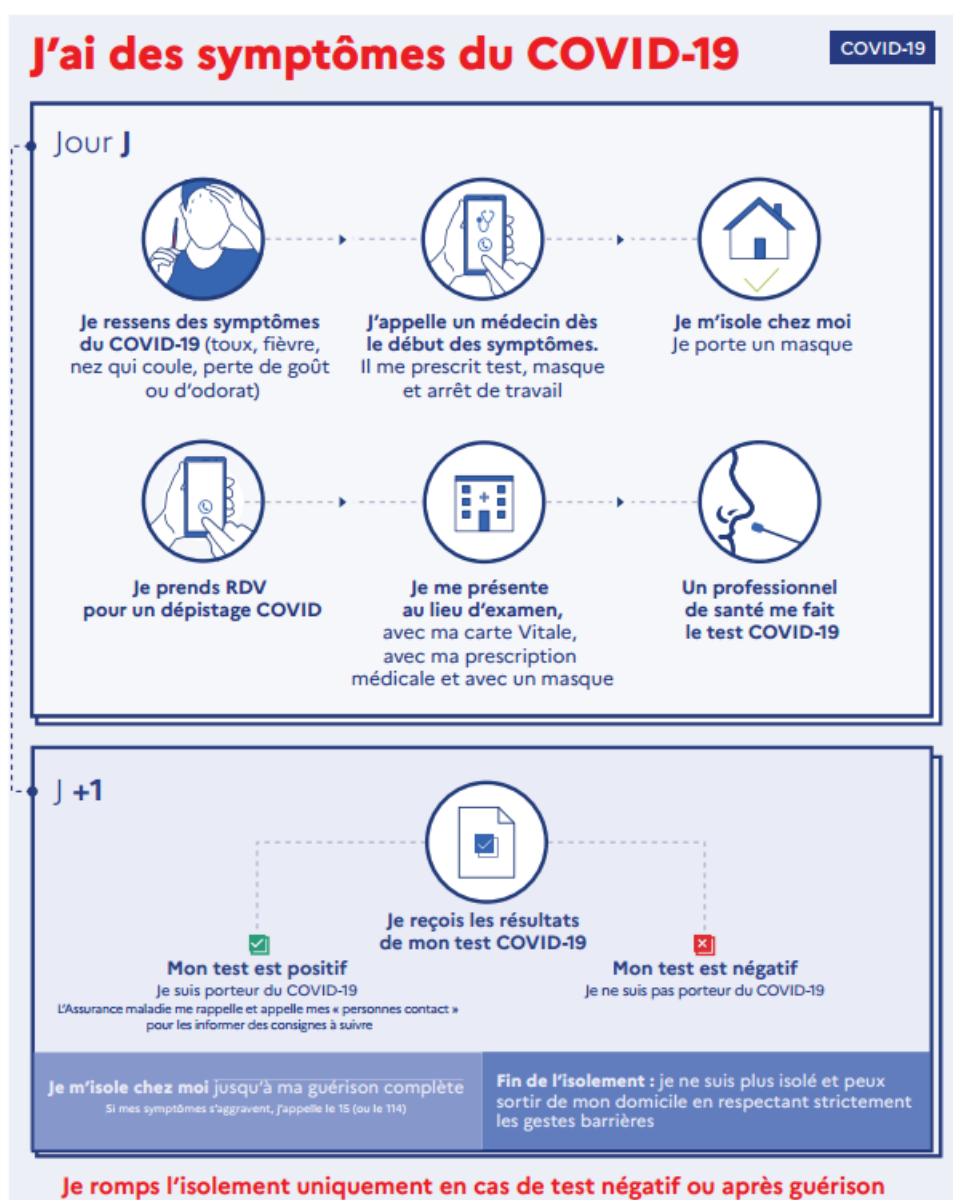 J'ai des symptômes du COVID-19
COVID-19
Jour J
Je ressens des symptômes
du COVID-19 (toux, fièvre,
nez qui coule, perte de goût
ou d'odorat)
J'appelle un médecin dès
le début des symptômes.
Il me prescrit test, masque
et arrêt de travail
Je m'isole chez moi
Je porte un masque
Je prends RDV
pour un dépistage COVID
Je me présente
au lieu d'examen,
avec ma carte Vitale,
avec ma prescription
médicale et avec un masque
Un professionnel
de santé me fait
le test COVID-19
J +1
Je reçois les résultats
de mon test COVID-19
Mon test est positif
Je suis porteur du COVID-19
L'Assurance maladie me rappelle et appelle mes « personnes contact »
pour les informer des consignes à suivre
Mon test est négatif
Je ne suis pas porteur du COVID-19
Je m'isole chez moi jusqu'à ma guérison complète
Si mes symptômes s'aggravent, j'appelle le 15 (ou le 114)
Fin de l'isolement : je ne suis plus isolé et peux
sortir de mon domicile en respectant strictement
les gestes barrières
Je romps l'isolement uniquement en cas de test négatif ou après guérison